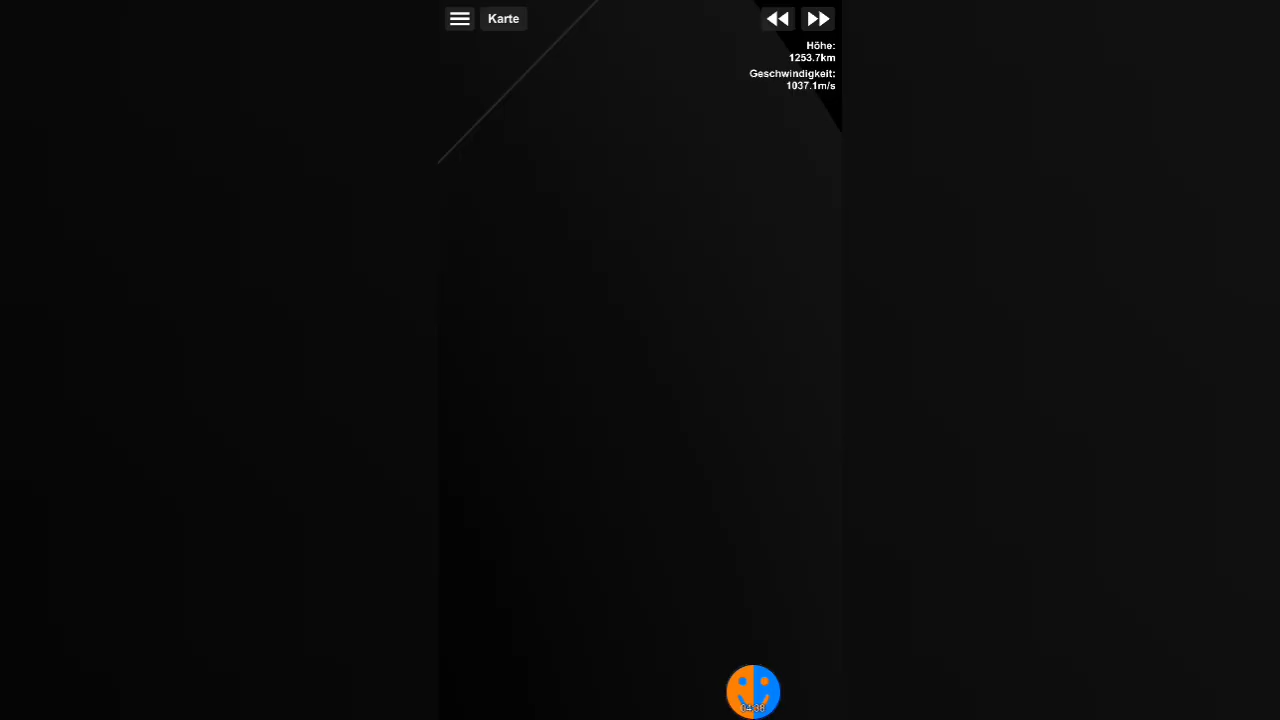 Karte
Höhe:
1253.7km
Geschwindigkeit:
1037.1m/s